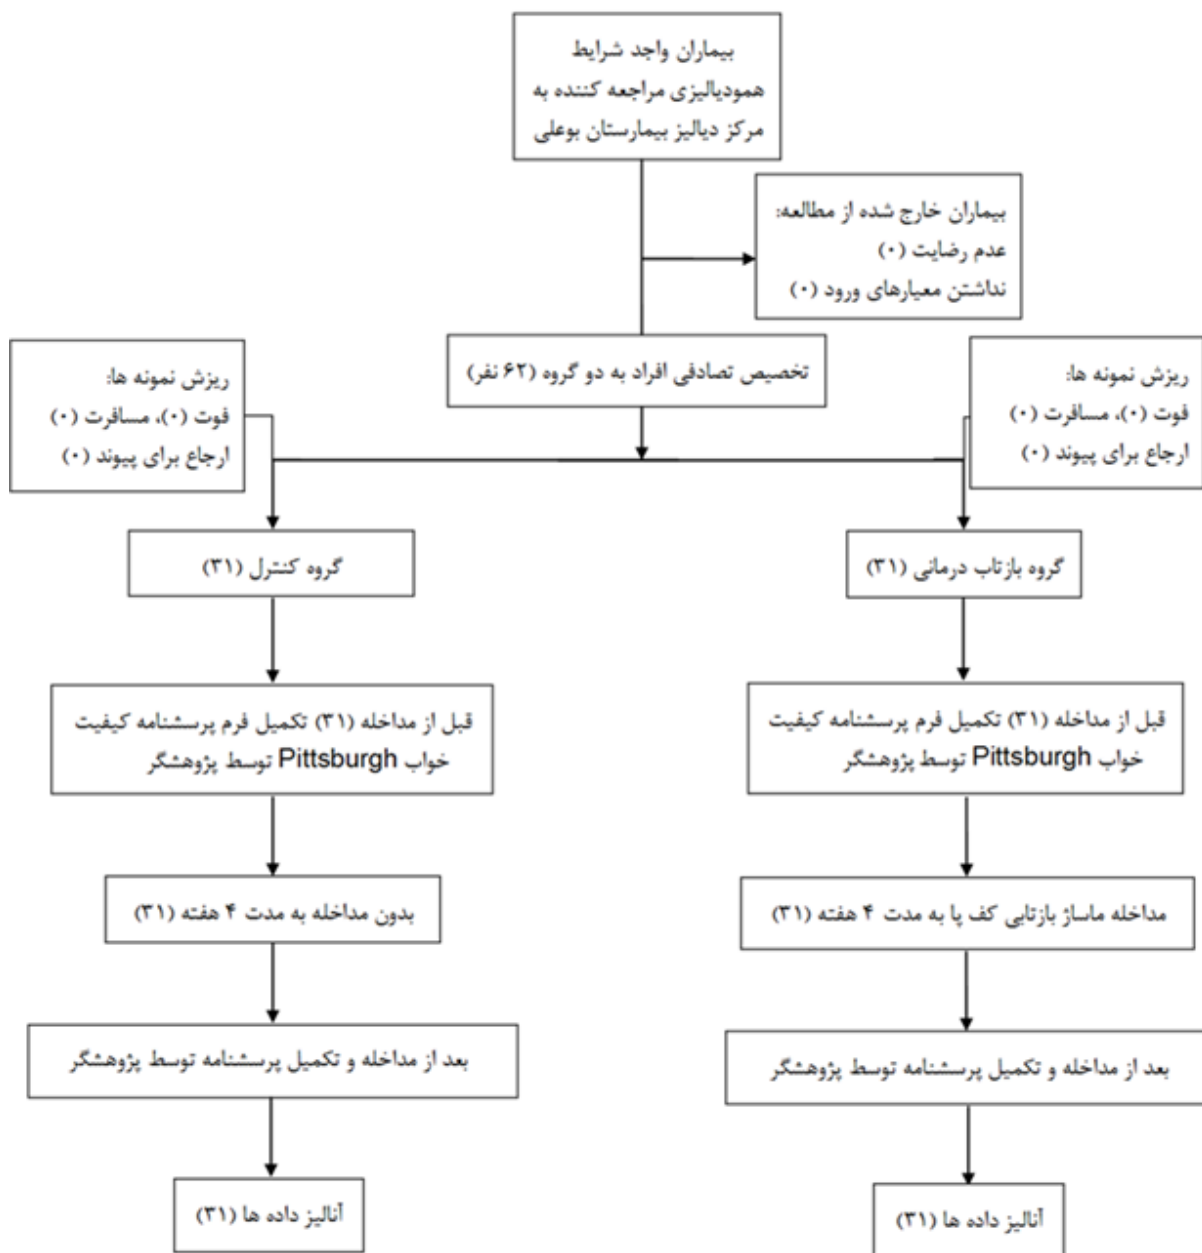 بیماران واجد شرایط
همودیالیزی مراجعه کننده به
مرکز دیالیز بیمارستان بوعلی
بیماران خارج شده از مطالعه:
عدم رضایت (۰)
نداشتن معیارهای ورود (۰)
تخصیص تصادفی افراد به دو گروه (۶۲ نفر)
ریزش نمونه ها:
فوت (۰)، مسافرت (۰)
ارجاع برای پیوند (۰)
ریزش نمونه ها:
فوت (۰)، مسافرت (۰)
ارجاع برای پیوند (۰)
گروه بازتاب درمانی (۳۱)
قبل از مداخله (۳۱) تکمیل فرم پرسشنامه کیفیت
خواب Pittsburgh توسط پژوهشگر
مداخله ماساژ بازتابی کف پا به مدت ۴ هفته (۳۱)
بعد از مداخله و تکمیل پرسشنامه توسط پژوهشگر
آنالیز داده ها (۳۱)
گروه کنترل (۳۱)
قبل از مداخله (۳۱) تکمیل فرم پرسشنامه کیفیت
خواب Pittsburgh توسط پژوهشگر
بدون مداخله به مدت ۴ هفته (۳۱)
بعد از مداخله و تکمیل پرسشنامه توسط پژوهشگر
آنالیز داده ها (۳۱)